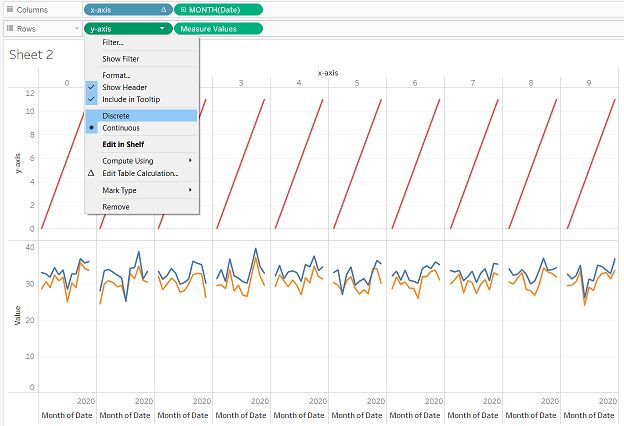 Columns x-axis Δ MONTH(Date)
Rows y-axis Measure Values
Sheet 2
Filter...
Show Filter
Format...
Show Header
Include in Tooltip
Discrete
Continuous
Edit in Shelf
Compute Using
Δ Edit Table Calculation...
Mark Type
Remove
x-axis
0 3 4 5 6 7 8 9
12
10
8
6
4
2
0
y-axis
40
30
20
10
0
Value
2020 2020 2020 2020 2020 2020 2020 2020 2020 2020
Month of Date Month of Date Month of Date Month of Date Month of Date Month of Date Month of Date Month of Date Month of Date Month of Date